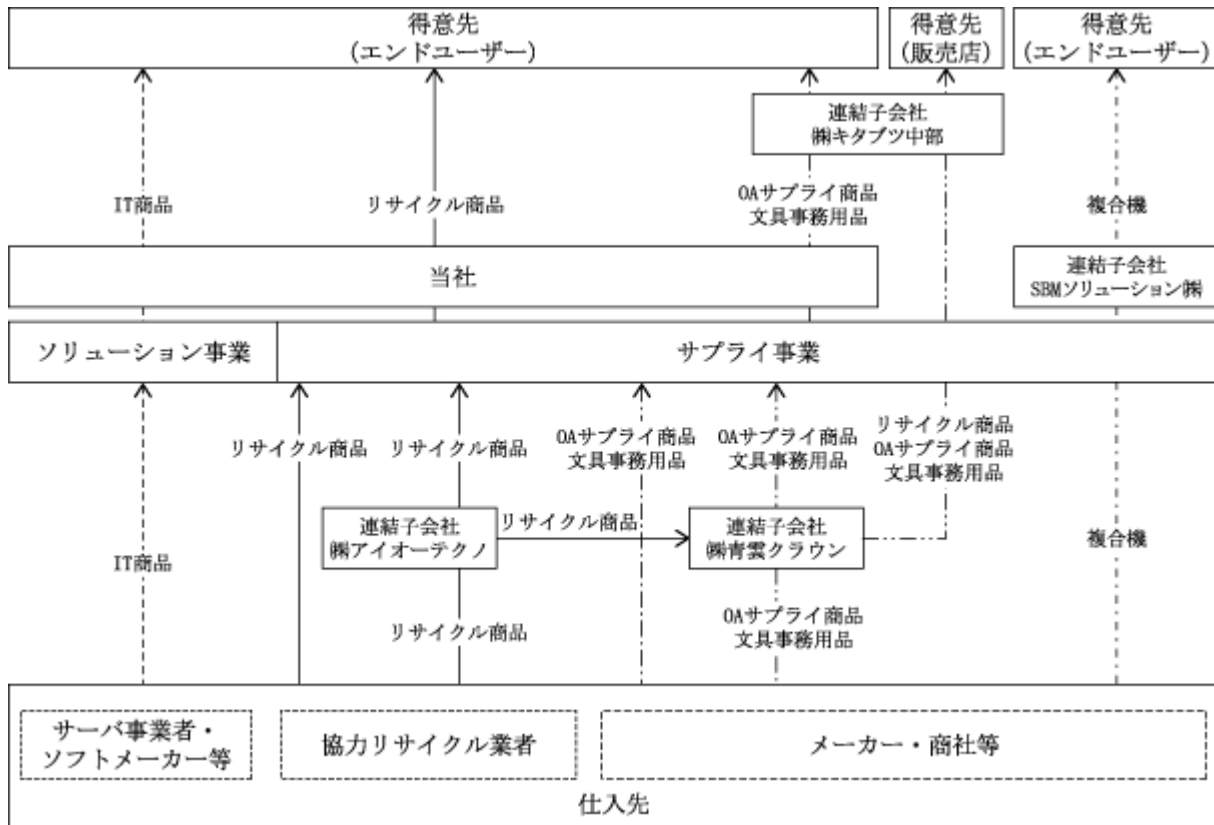 得意先
(エンドユーザー)
得意先
(販売店)
得意先
(エンドユーザー)
連結子会社
㈱キタブツ中部
IT商品
リサイクル商品
OAサプライ商品
文具事務用品
複合機
当社
連結子会社
SBMソリューション㈱
ソリューション事業
サプライ事業
リサイクル商品
リサイクル商品
OAサプライ商品
文具事務用品
OAサプライ商品
文具事務用品
リサイクル商品
OAサプライ商品
文具事務用品
連結子会社
㈱アイオーテクノ
リサイクル商品
連結子会社
㈱青雲クラウン
IT商品
複合機
リサイクル商品
OAサプライ商品
文具事務用品
サーバ事業者・
ソフトメーカー等
協力リサイクル業者
メーカー・商社等
仕入先